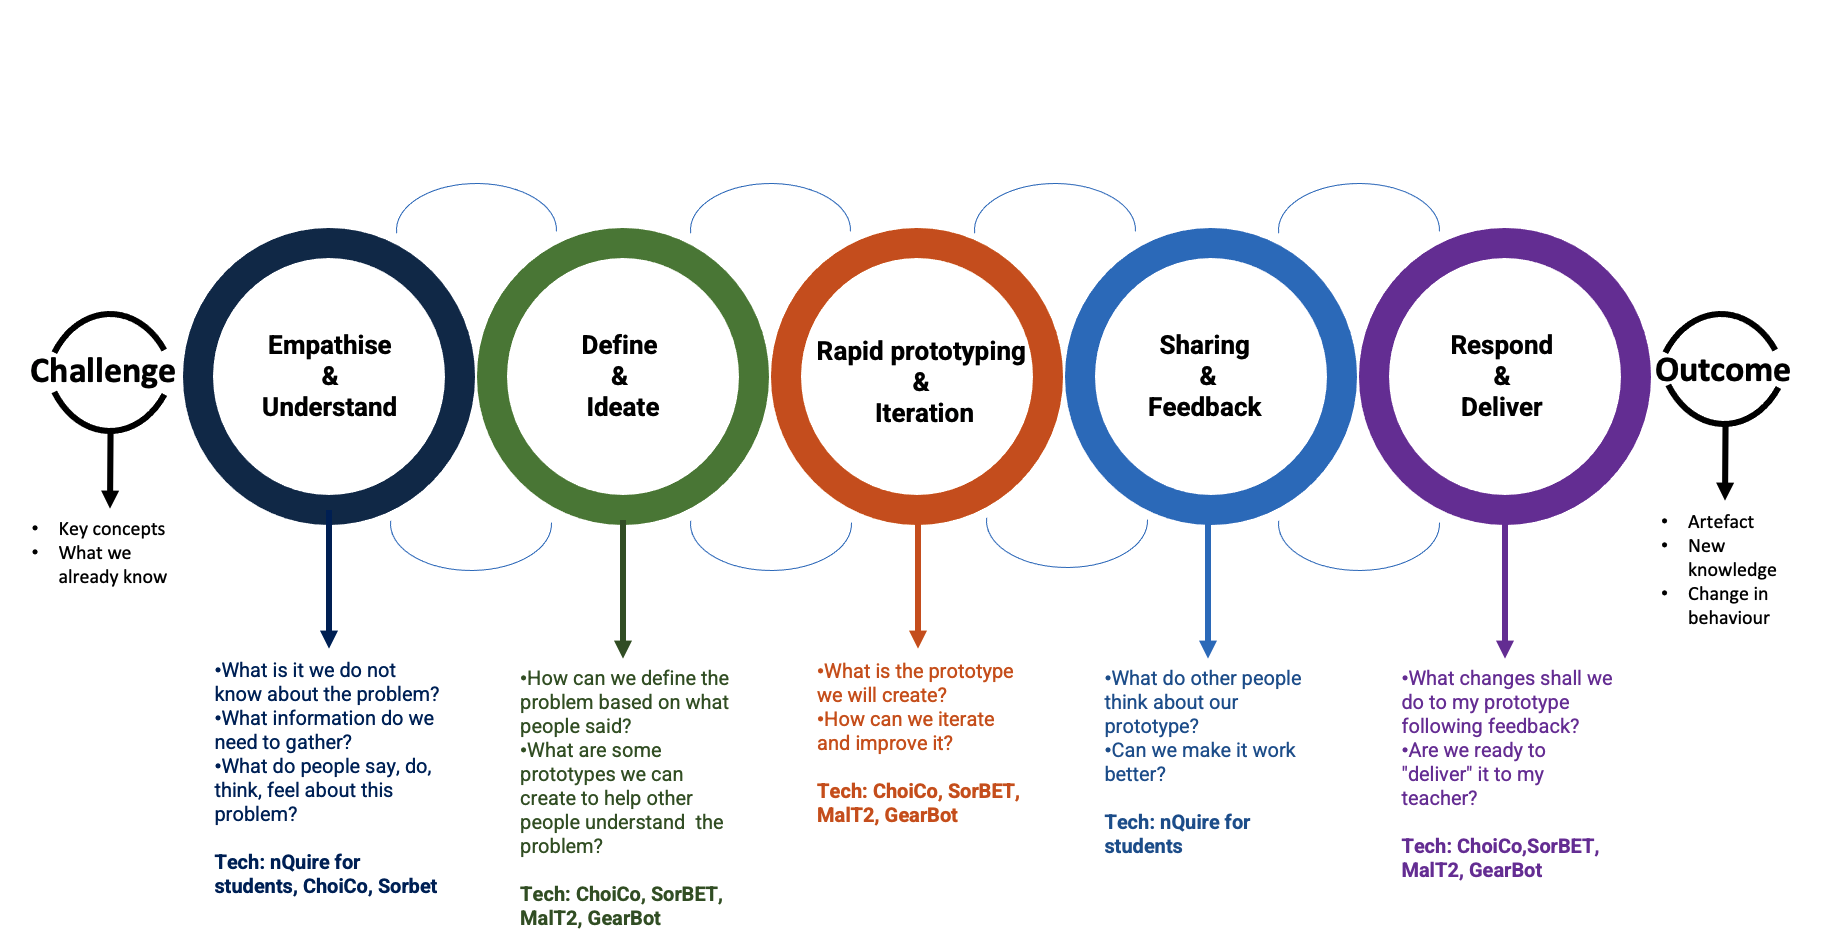 Challenge
• Key concepts
• What we
already know
Empathise
&
Understand
•What is it we do not
know about the problem?
•What information do we
need to gather?
•What do people say, do,
think, feel about this
problem?
Tech: nQuire for
students, ChoiCo, Sorbet
Define
&
Ideate
•How can we define the
problem based on what
people said?
•What are some
prototypes we can
create to help other
people understand  the
problem?
Tech: ChoiCo, SorBET,
MalT2, GearBot
Rapid prototyping
&
Iteration
•What is the prototype
we will create?
•How can we iterate
and improve it?
Tech: ChoiCo, SorBET,
MalT2, GearBot
Sharing
&
Feedback
•What do other people
think about our
prototype?
•Can we make it work
better?
Tech: nQuire for
students
Respond
&
Deliver
•What changes shall we
do to my prototype
following feedback?
•Are we ready to
"deliver" it to my
teacher?
Tech: ChoiCo,SorBET,
MalT2, GearBot
Outcome
• Artefact
• New
knowledge
• Change in
behaviour